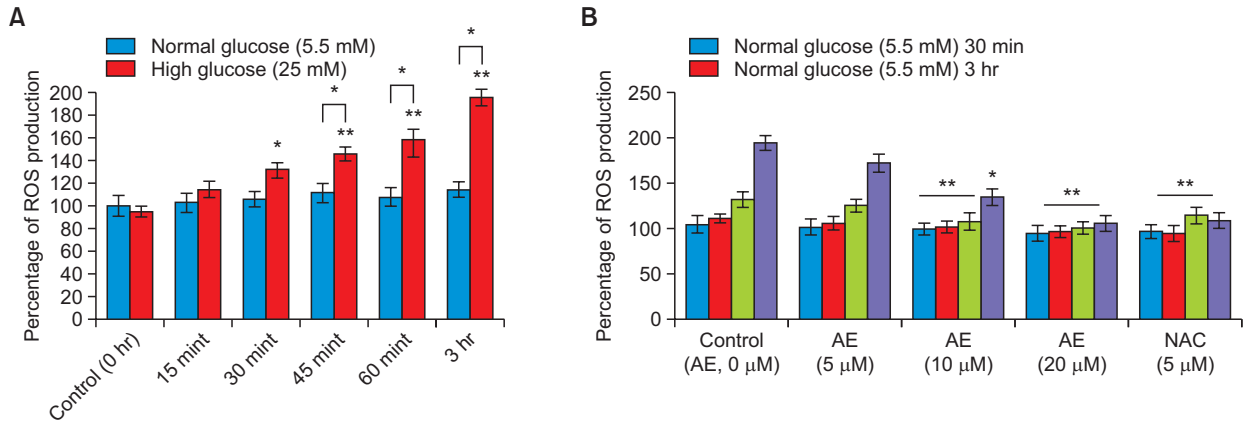 A
Normal glucose (5.5 mM)
High glucose (25 mM)
Percentage of ROS production
200
180
160
140
120
100
80
60
40
20
0
*
*
**
*
**
*
**
Control (0 hr)
15 mint
30 mint
45 mint
60 mint
3 hr
B
Normal glucose (5.5 mM) 30 min
Normal glucose (5.5 mM) 3 hr
Percentage of ROS production
250
200
150
100
50
0
**
*
**
**
Control
(AE, 0 μM)
AE
(5 μM)
AE
(10 μM)
AE
(20 μM)
NAC
(5 μM)